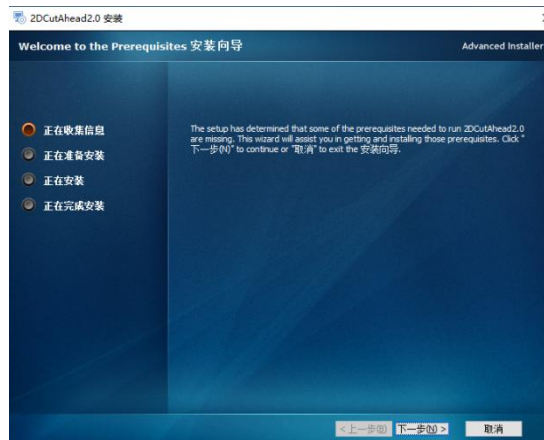 2DCutAhead2.0 安装
Welcome to the Prerequisites 安装向导
Advanced Installer
正在收集信息
正在准备安装
正在安装
正在完成安装
The setup has determined that some of the prerequisites needed to run 2DCutAhead2.0
are missing. This wizard will assist you in getting and installing those prerequisites. Click "
下一步(N)" to continue or "取消" to exit the 安装向导.
<上一步(B) 下一步(N) > 取消